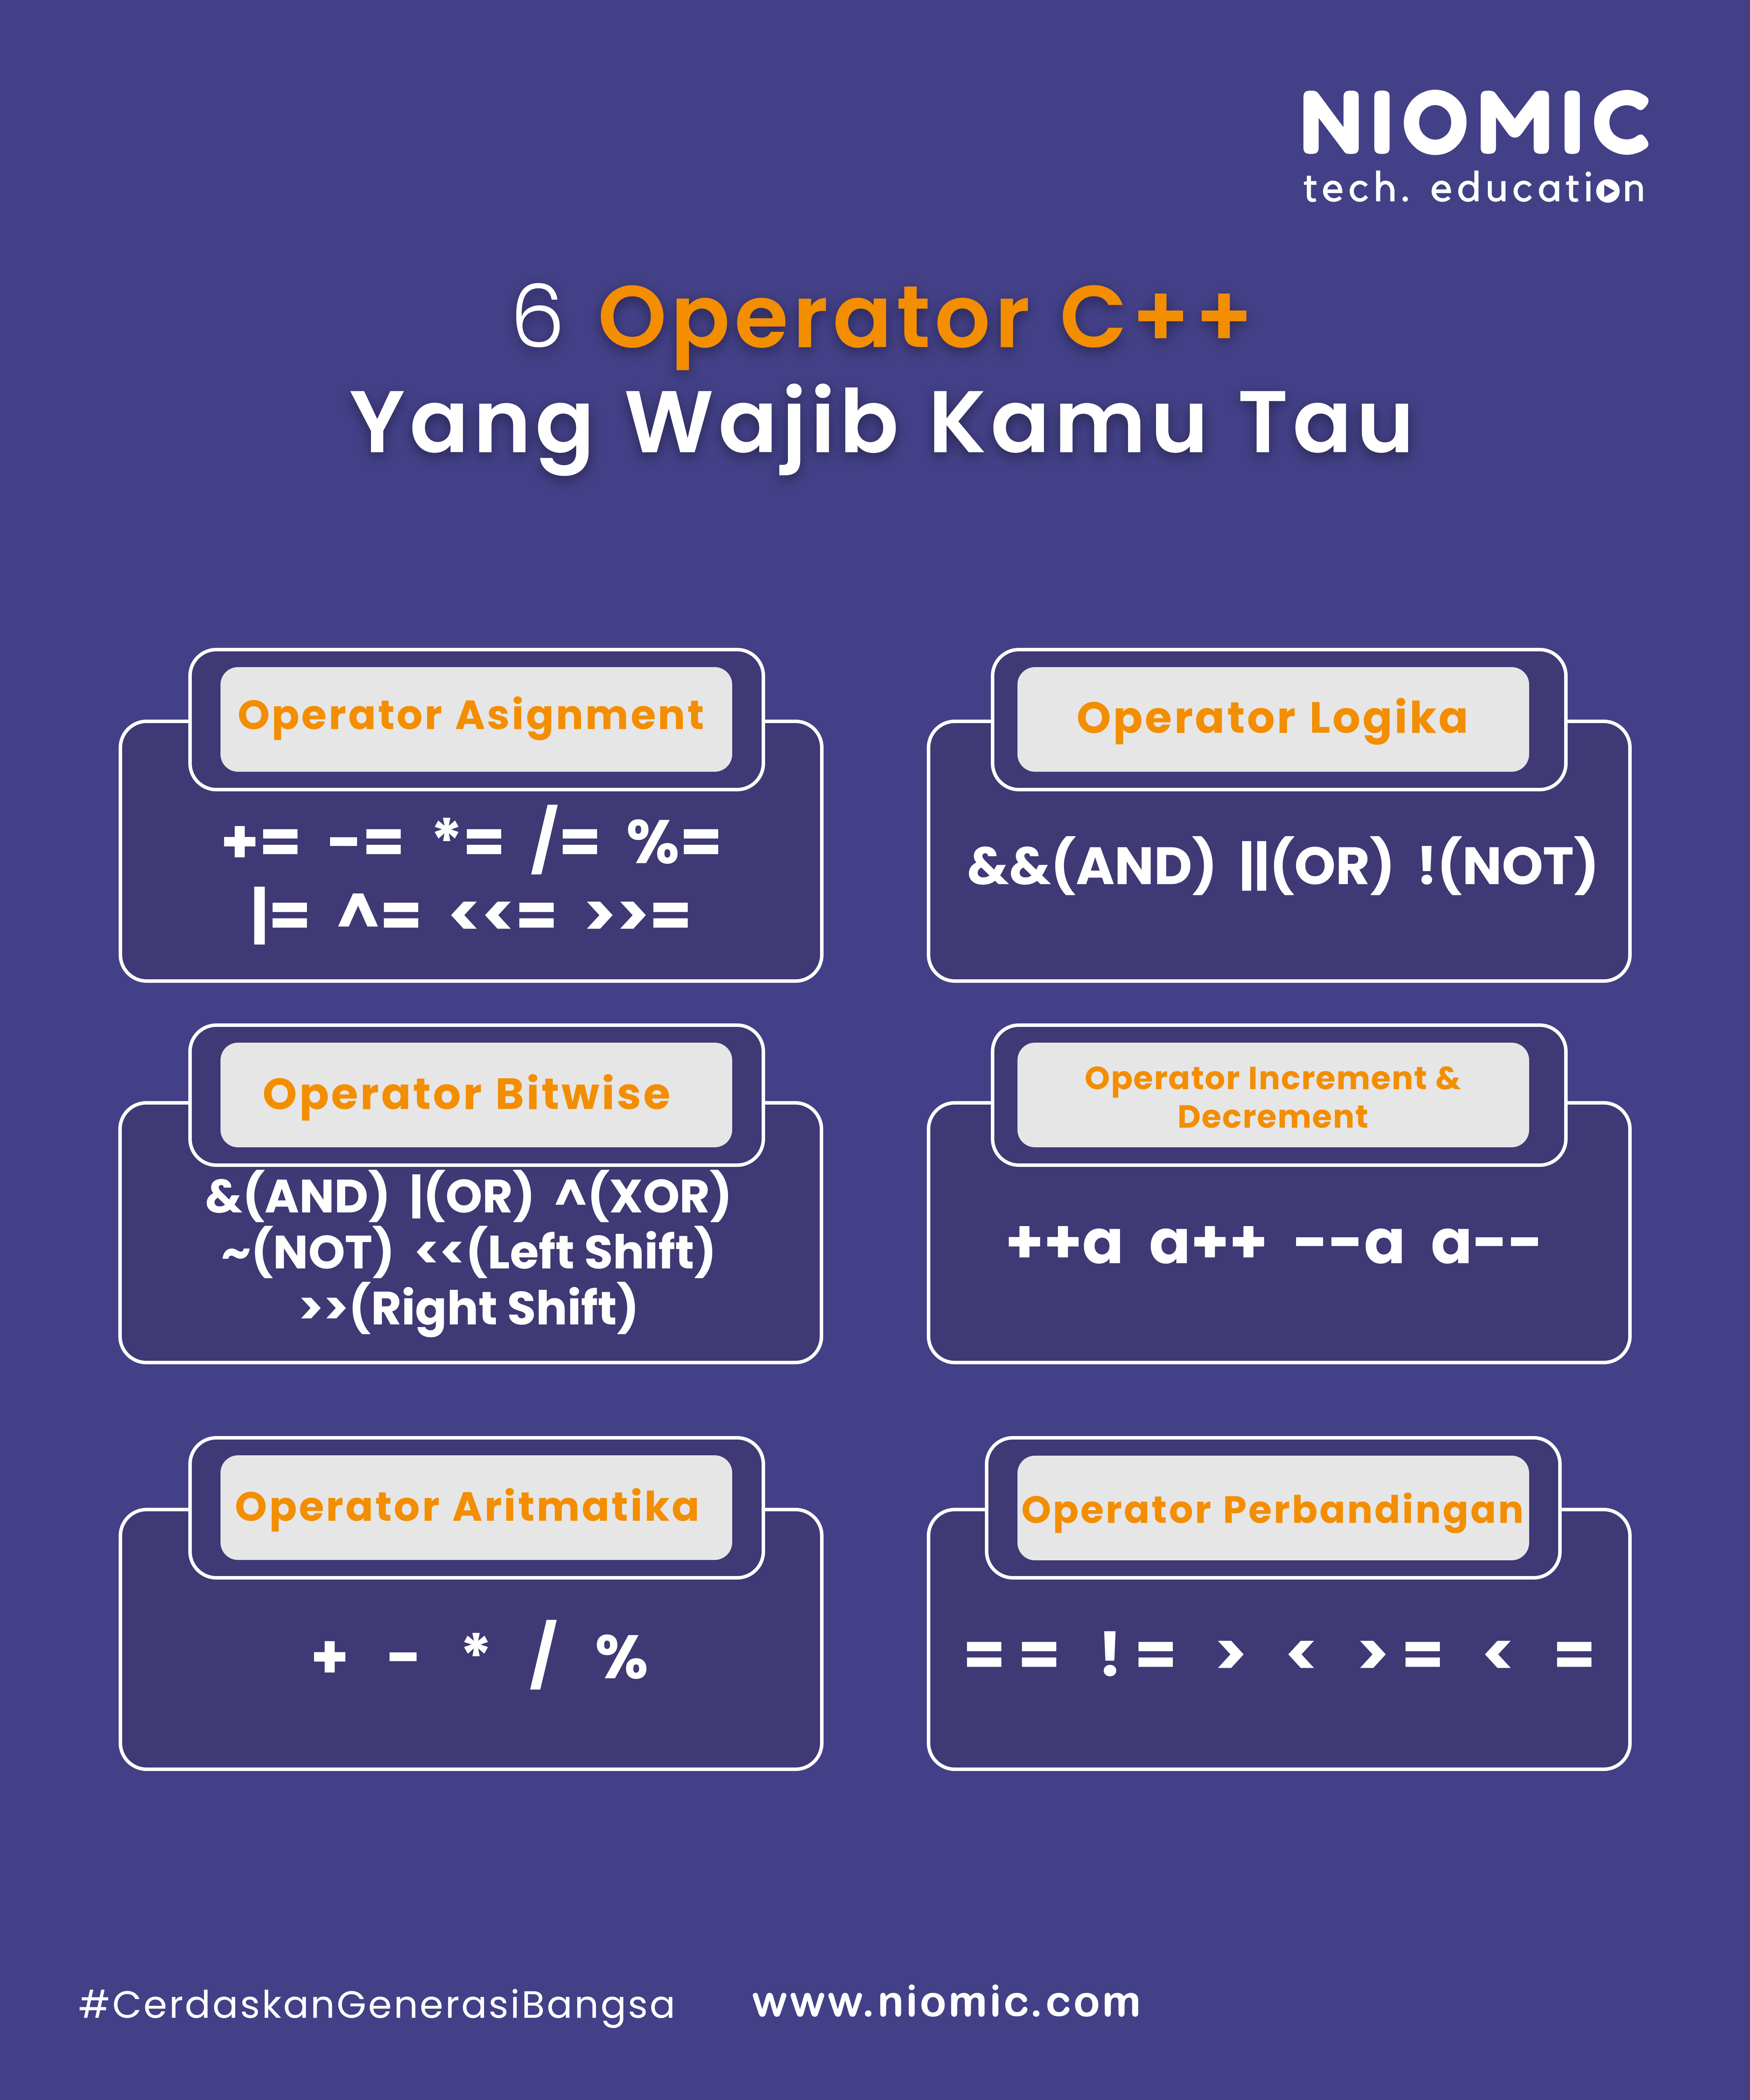 NIOMIC
tech. education
6 Operator C++
Yang Wajib Kamu Tau
Operator Asignment
+= -= *= /= %=
|= ^= <<= >>=
Operator Logika
&&(AND) ||(OR) !(NOT)
Operator Bitwise
&(AND) |(OR) ^(XOR)
~(NOT) <<(Left Shift)
>>(Right Shift)
Operator Increment &
Decrement
++a a++ --a a--
Operator Aritmatika
+ - * / %
Operator Perbandingan
== != > < >= < =
#CerdaskanGenerasiBangsa
www.niomic.com